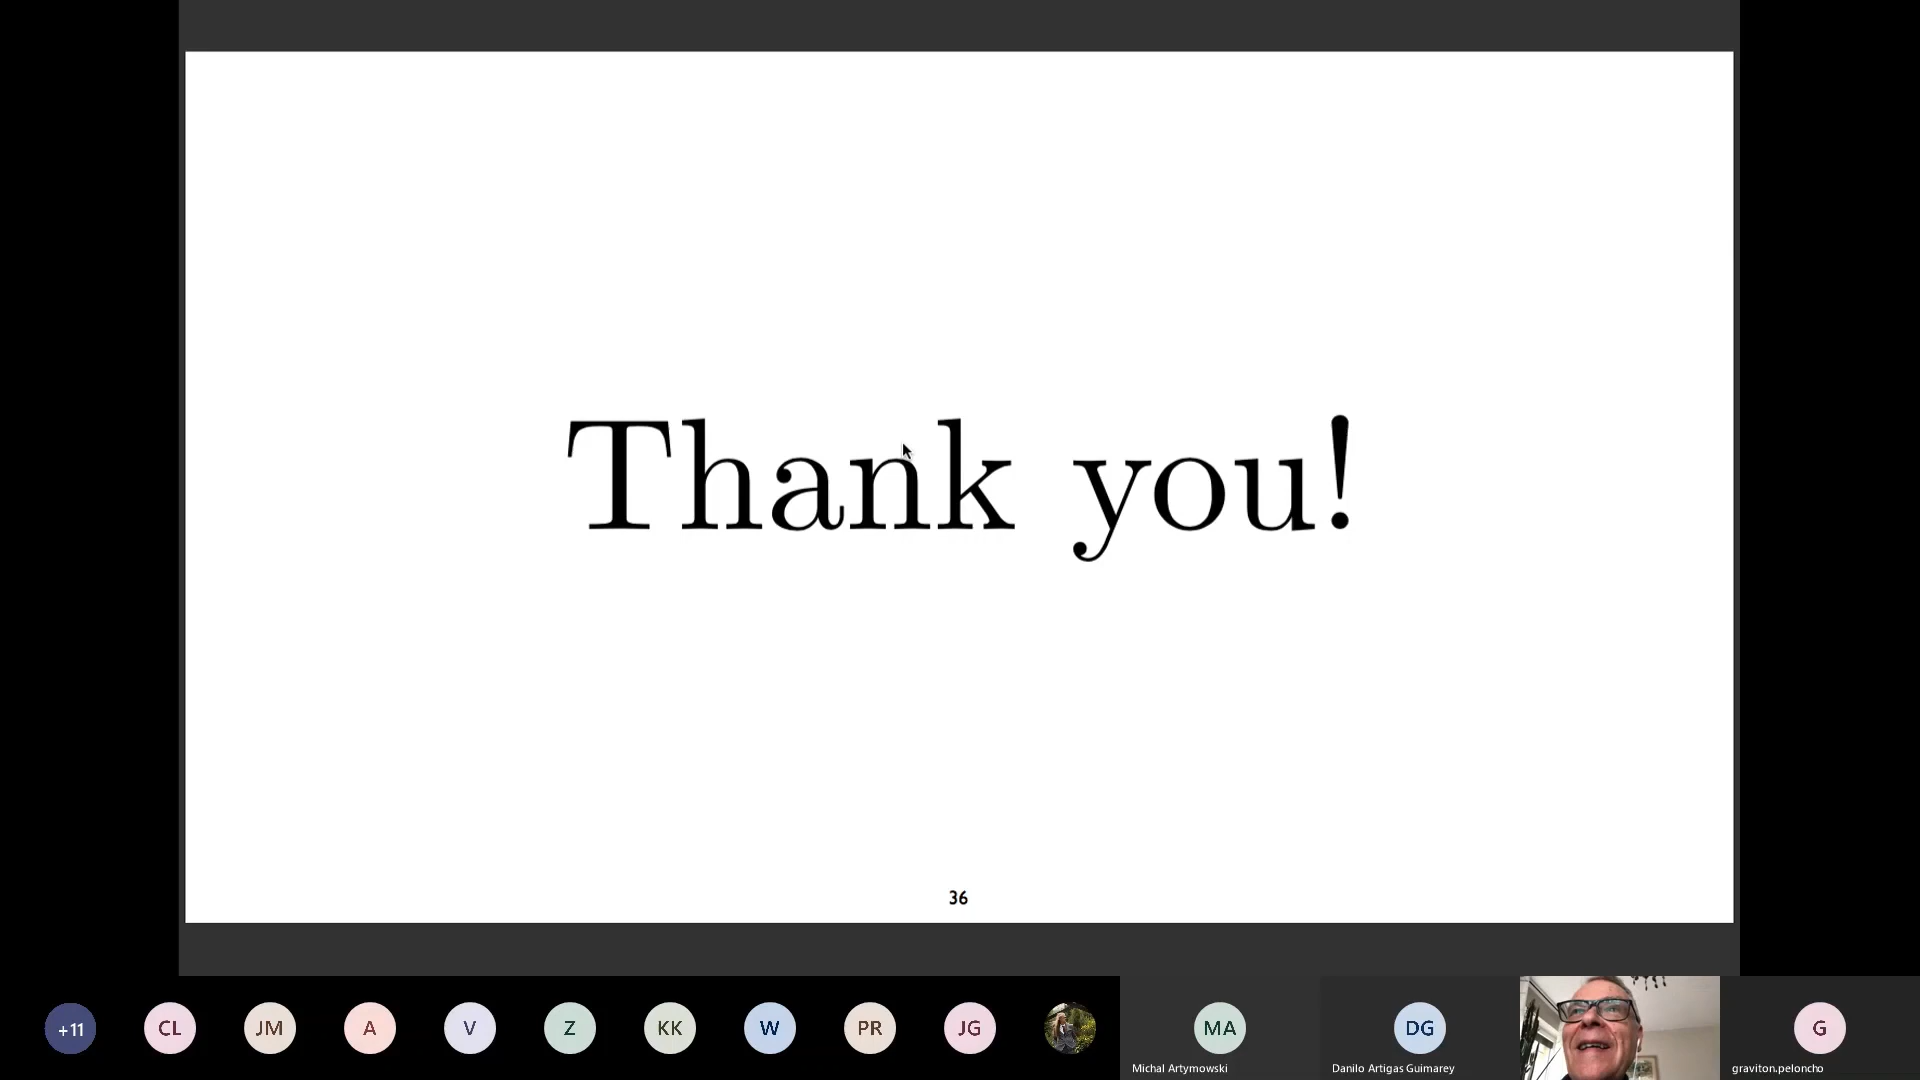 Thank you!
36
+11
CL
JM
A
V
Z
KK
W
PR
JG
MA
DG
G
Michal Artymowski
Danilo Artigas Guimarey
graviton.peloncho